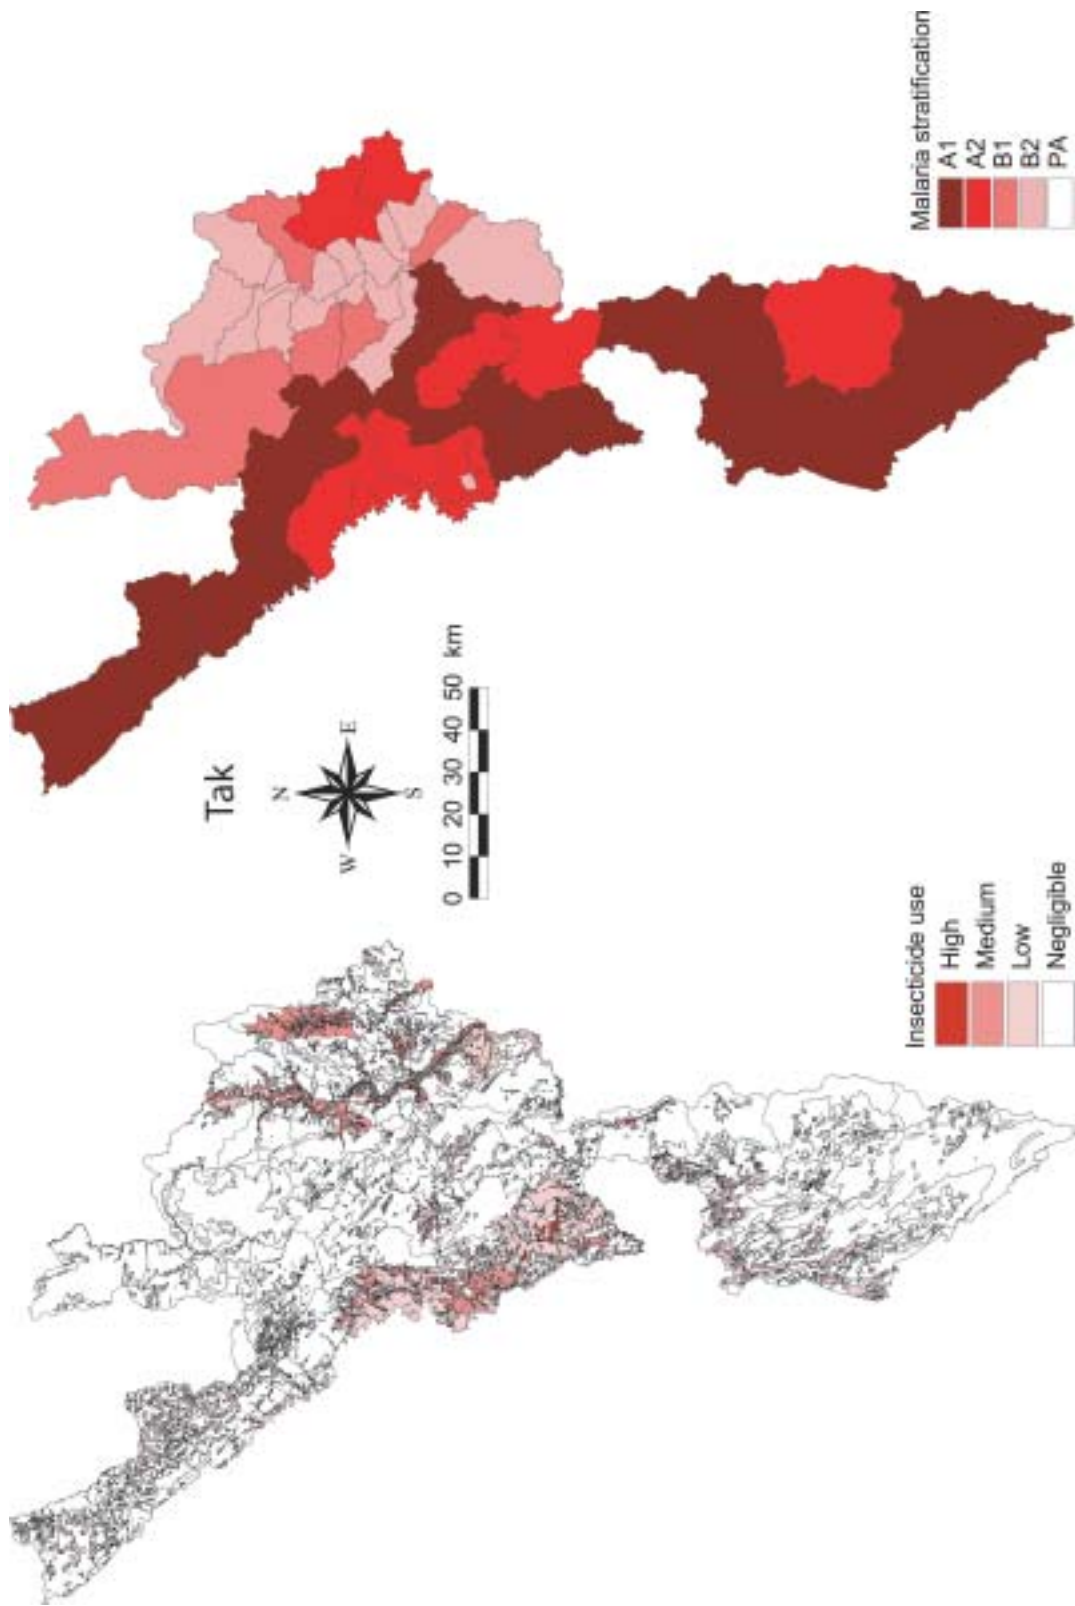 Tak
N
W
E
S
0 10 20 30 40 50 km
Insecticide use
High
Medium
Low
Negligible
Malaria stratification
A1
A2
B1
B2
PA